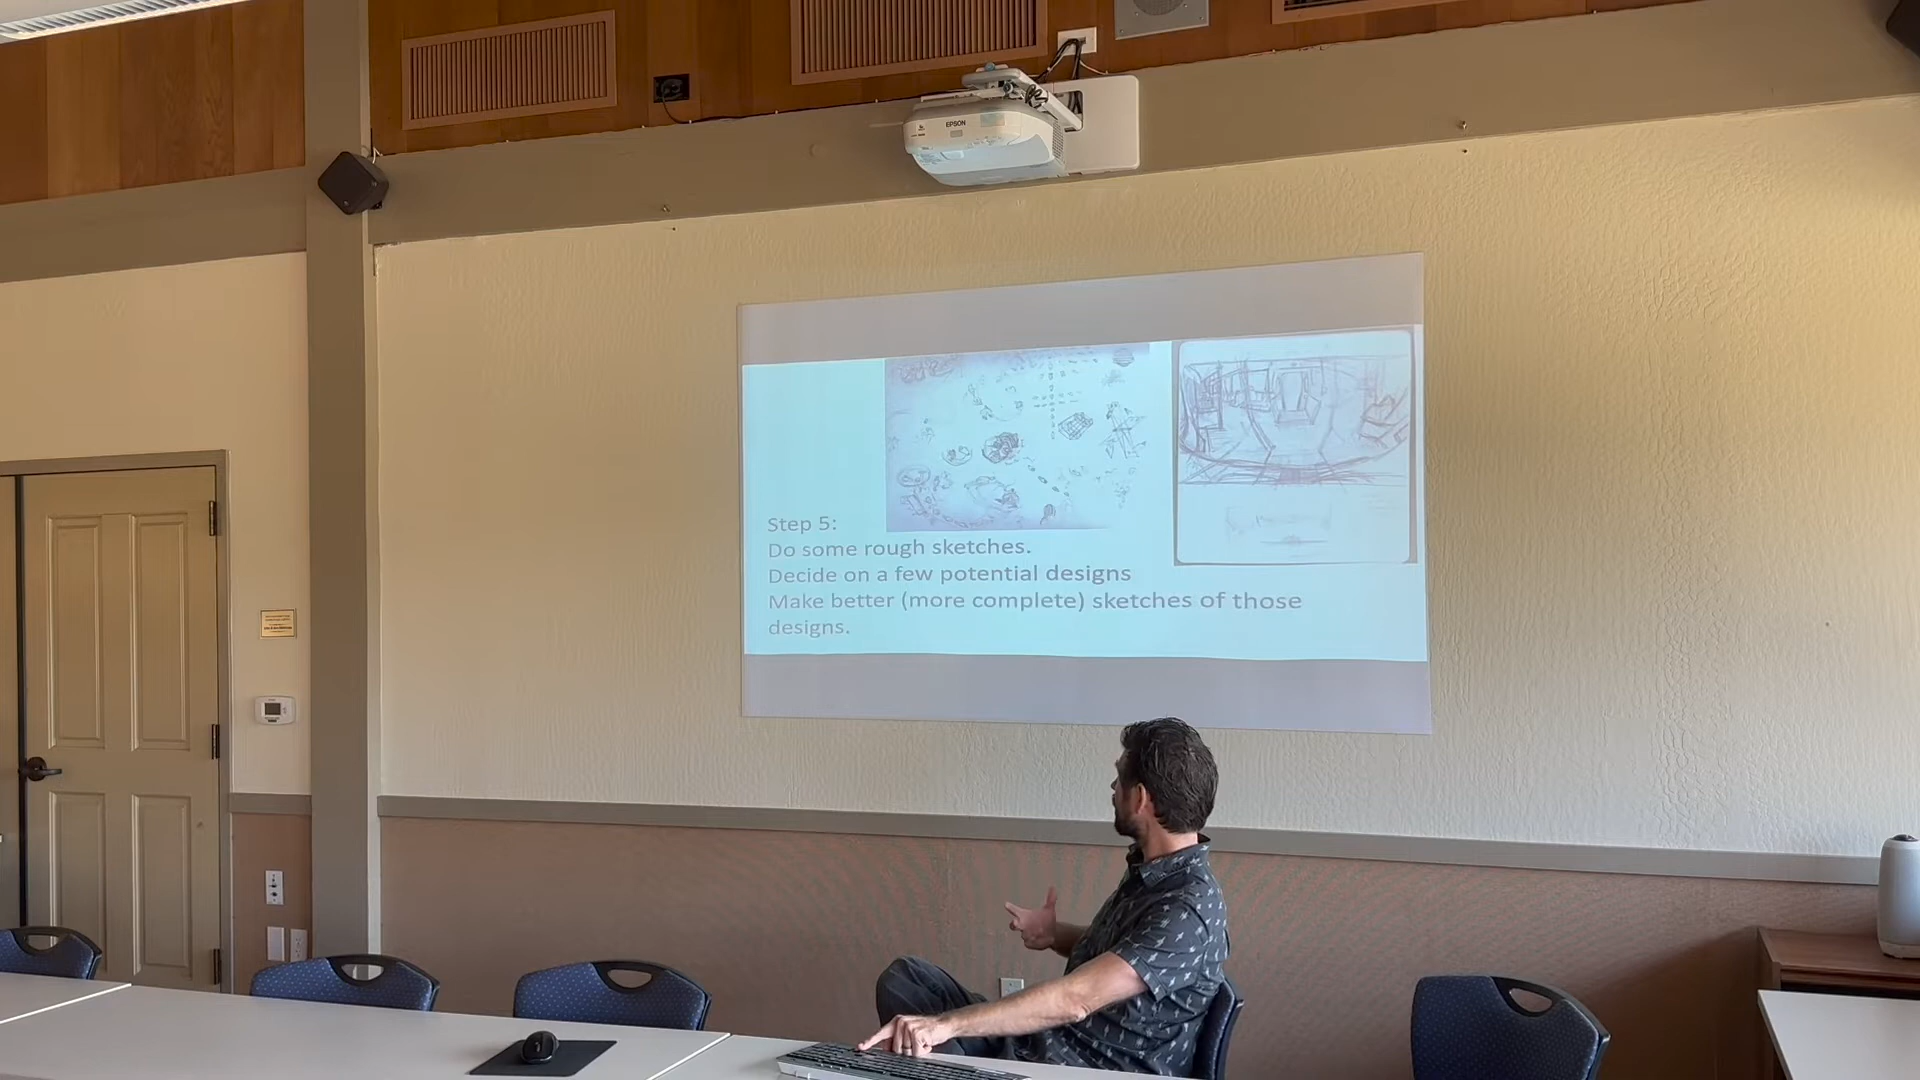 EPSON
Step 5:
Do some rough sketches.
Decide on a few potential designs
Make better (more complete) sketches of those
designs.